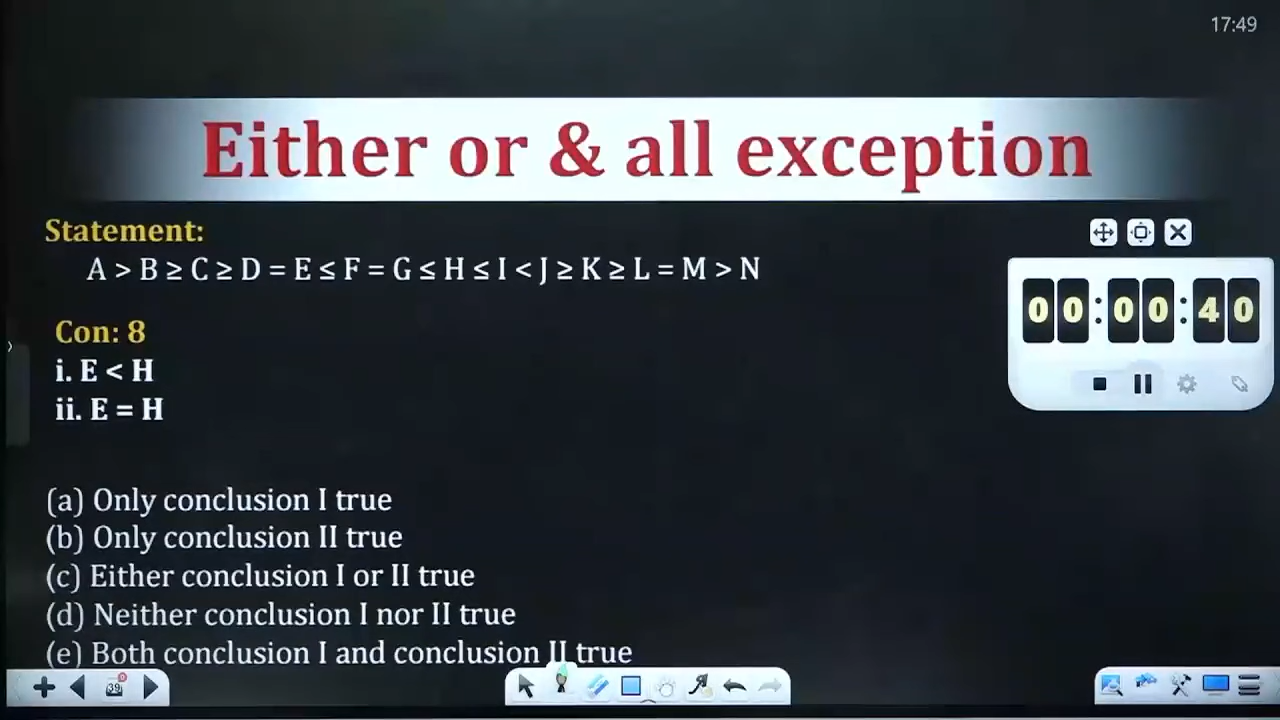 17:49
Either or & all exception
Statement:
A > B ≥ C ≥ D = E ≤ F = G ≤ H ≤ I < J ≥ K ≥ L = M > N
00:00:40
Con: 8
i. E < H
ii. E = H
(a) Only conclusion I true
(b) Only conclusion II true
(c) Either conclusion I or II true
(d) Neither conclusion I nor II true
(e) Both conclusion I and conclusion II true
39